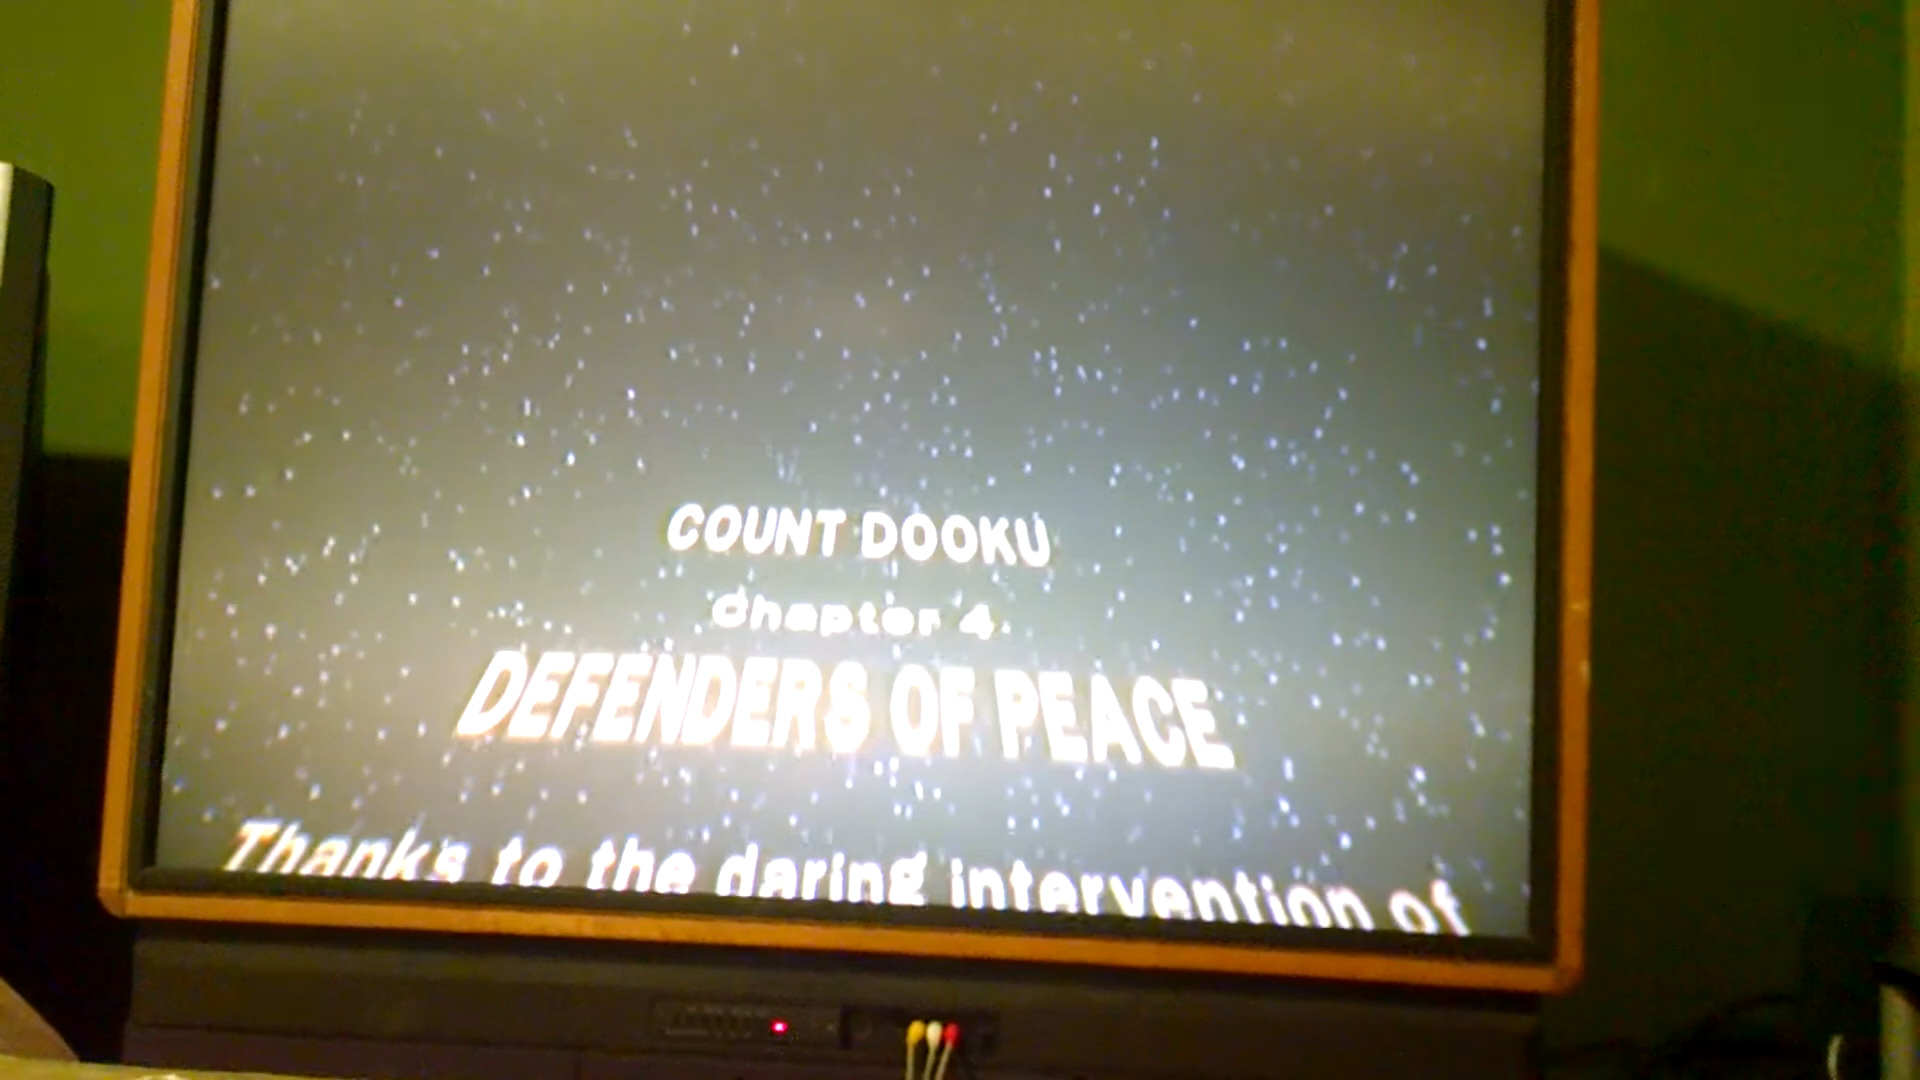 COUNT DOOKU
chapter 4
DEFENDERS OF PEACE
Thanks to the daring intervention of